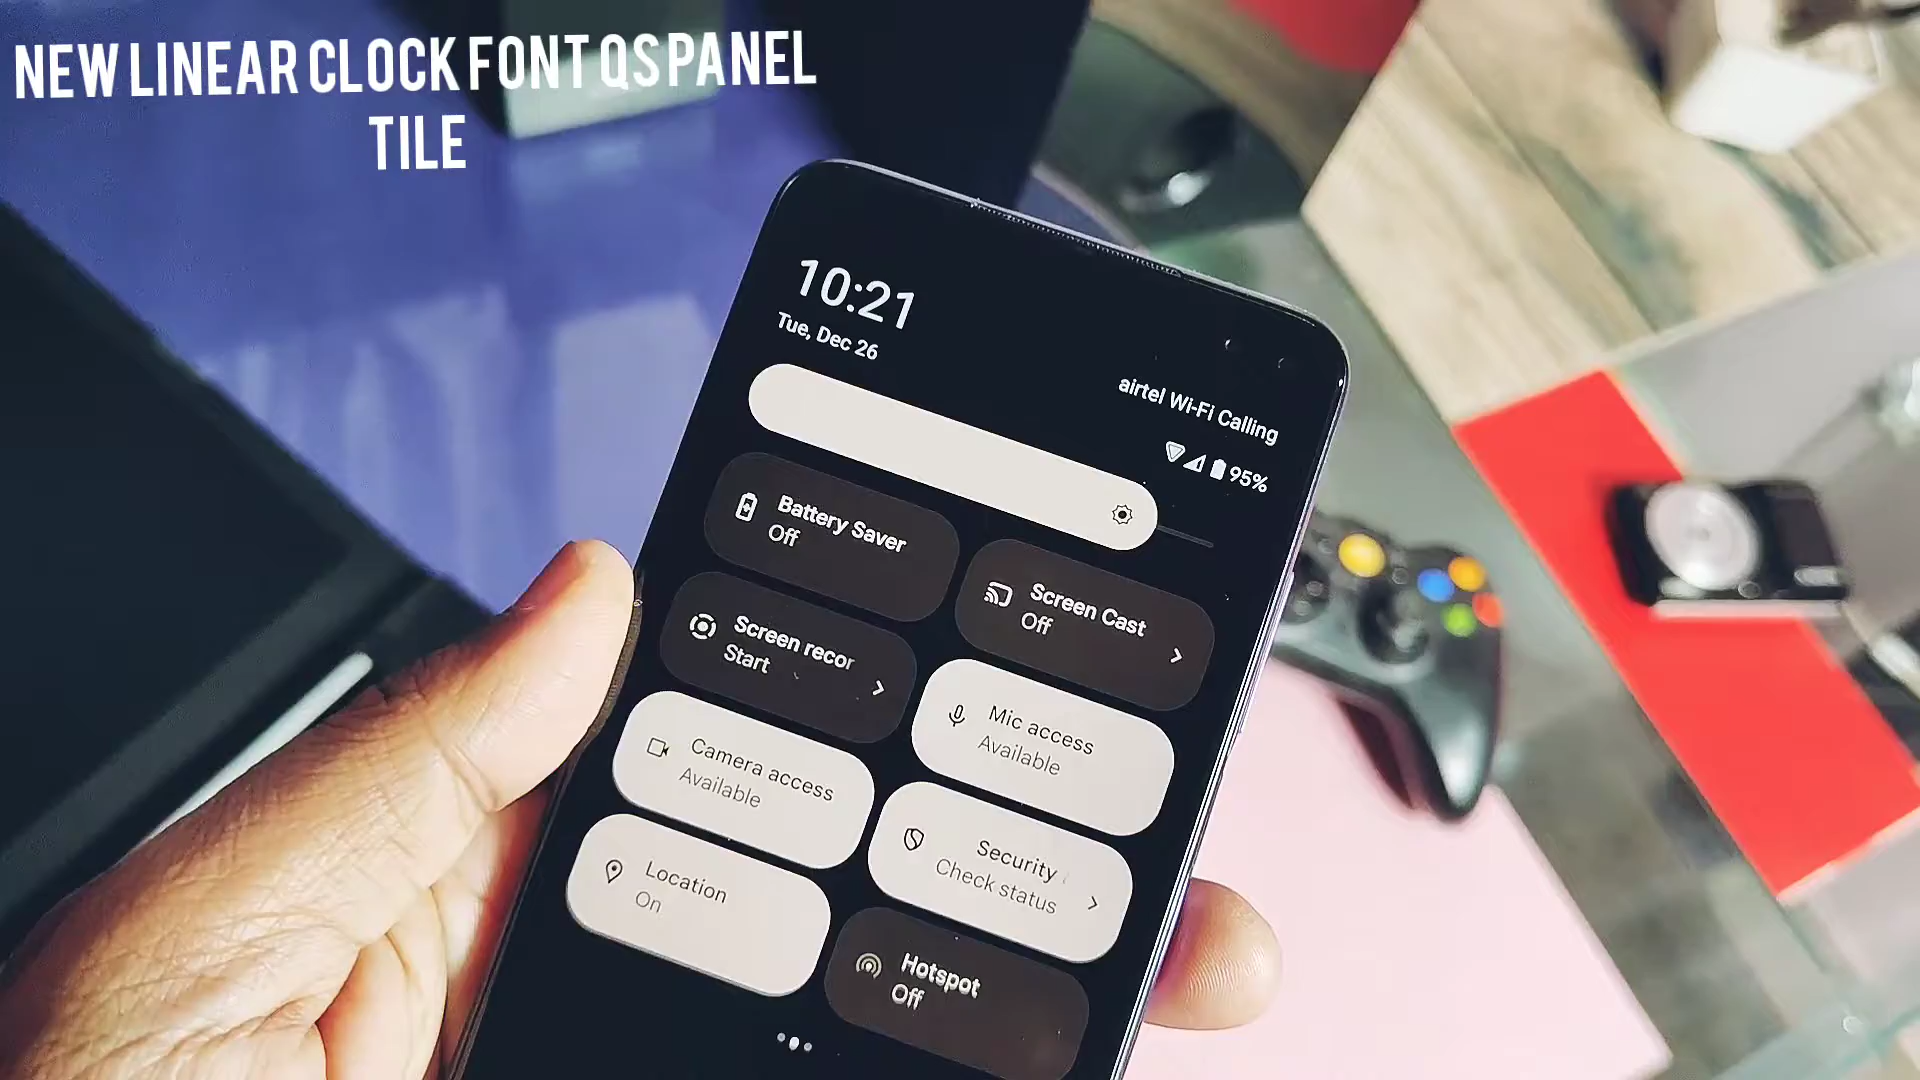 NEW LINEAR CLOCK FONT QS PANEL
TILE
10:21
Tue, Dec 26
airtel Wi-Fi Calling
95%
Battery Saver
Off
Screen Cast
Off
Screen recor
Start
Mic access
Available
Camera access
Available
Security
Check status
Location
On
Hotspot
Off